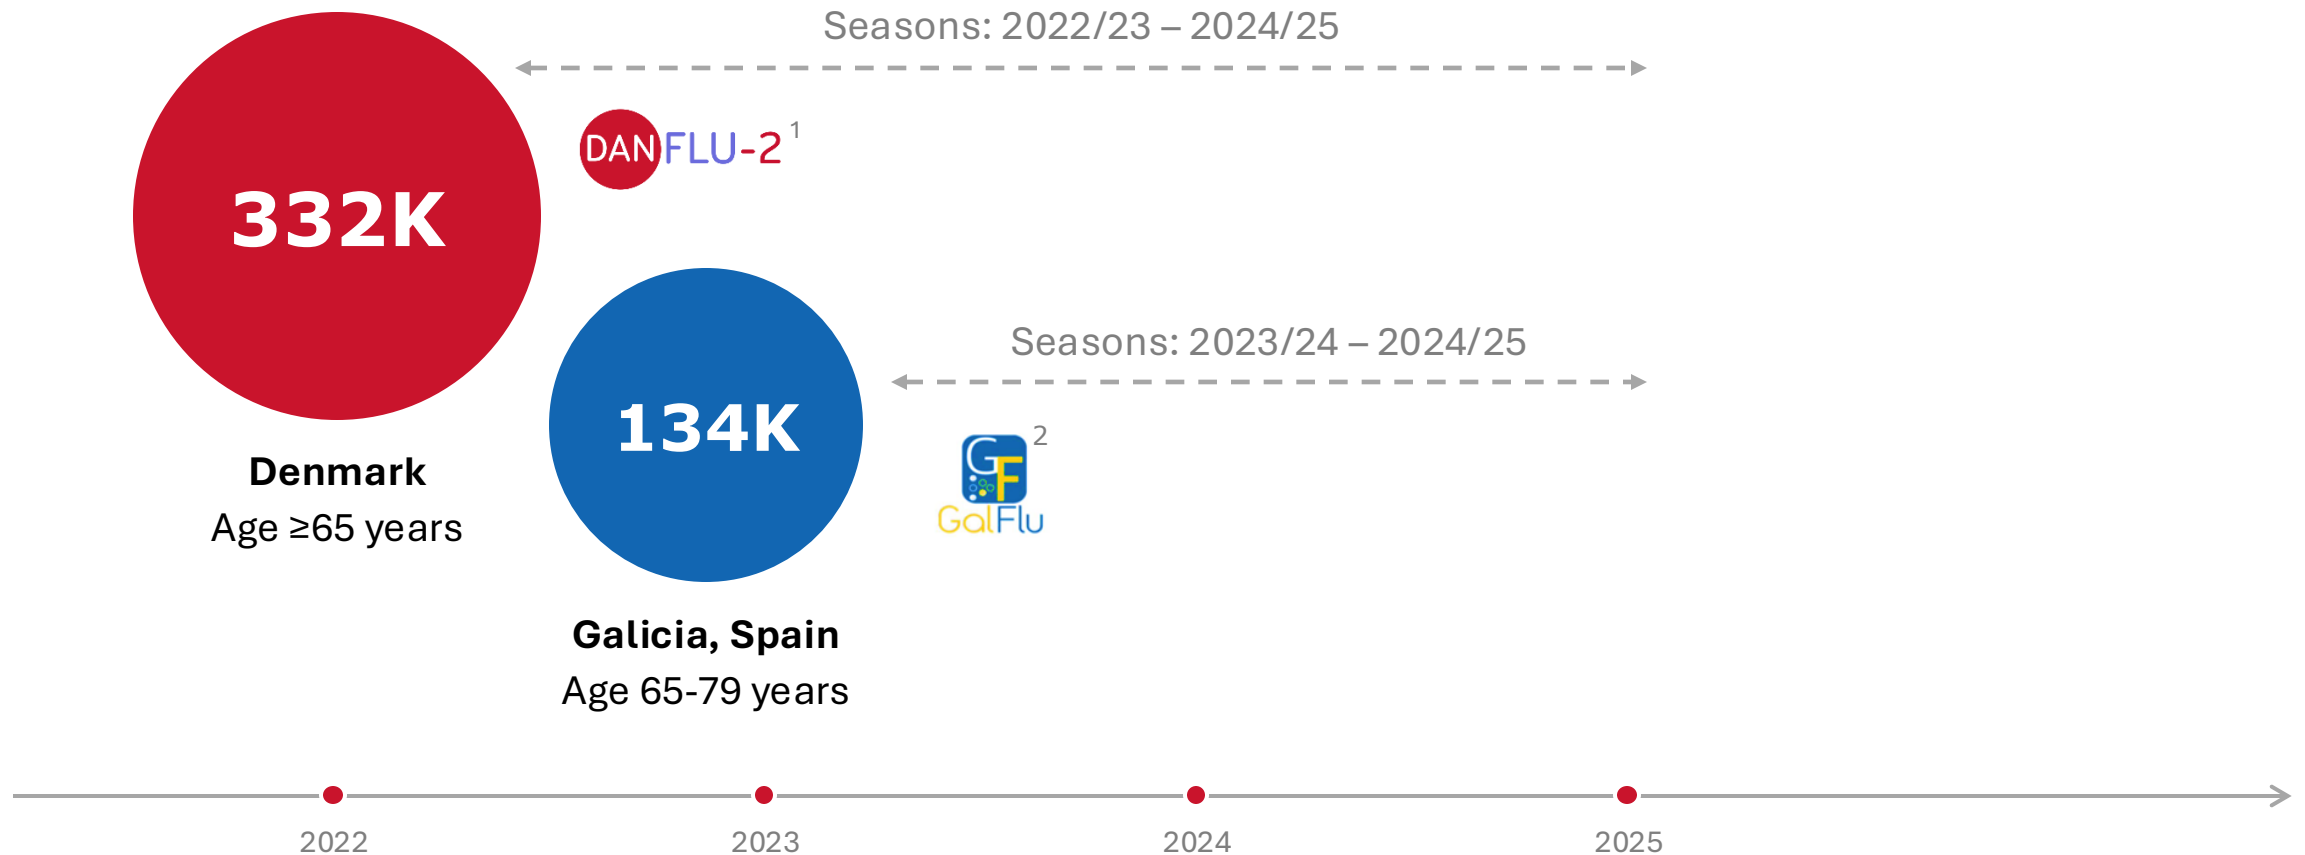 Seasons: 2022/23 – 2024/25
DANFLU-2 1
332K
Denmark
Age ≥65 years
Seasons: 2023/24 – 2024/25
134K
GF 2
GalFlu
Galicia, Spain
Age 65-79 years
2022 2023 2024 2025